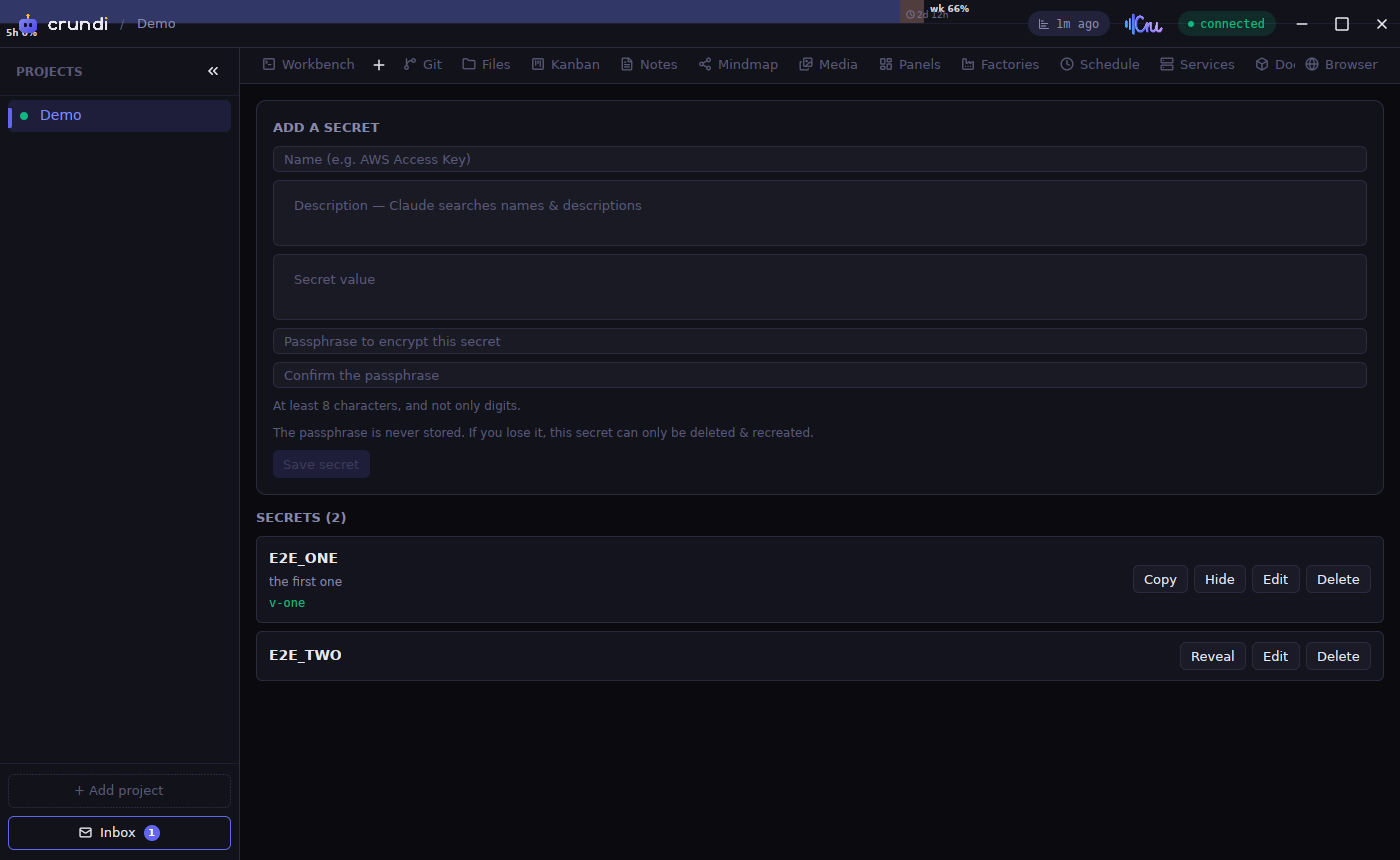 crundi / Demo
5h 6%
2d 12h
wk 66%
1m ago
Cru
connected
PROJECTS
Demo
+ Add project
Inbox 1
Workbench + Git Files Kanban Notes Mindmap Media Panels Factories Schedule Services Doc Browser
ADD A SECRET
Name (e.g. AWS Access Key)
Description — Claude searches names & descriptions
Secret value
Passphrase to encrypt this secret
Confirm the passphrase
At least 8 characters, and not only digits.
The passphrase is never stored. If you lose it, this secret can only be deleted & recreated.
Save secret
SECRETS (2)
E2E_ONE
the first one
v-one
Copy Hide Edit Delete
E2E_TWO
Reveal Edit Delete